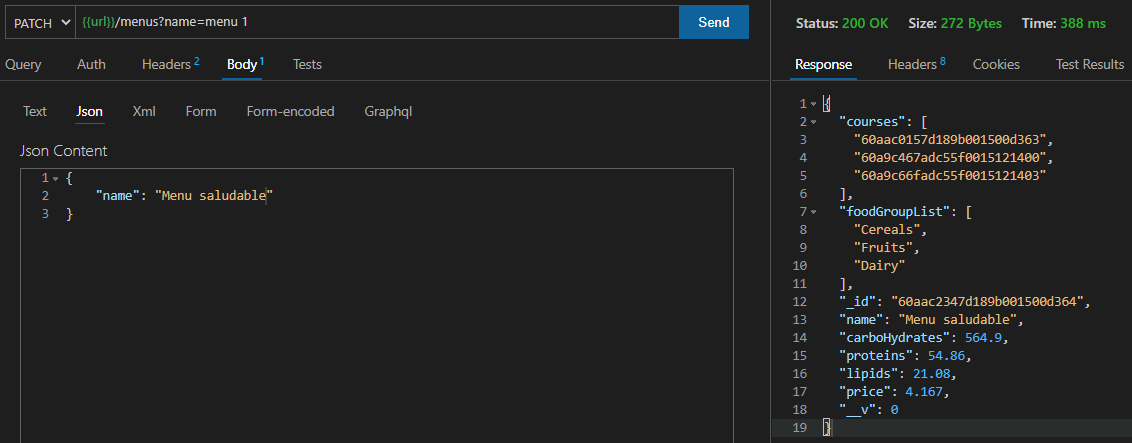 PATCH {{url}}/menus?name=menu 1 Send
Query Auth Headers 2 Body 1 Tests
Text Json Xml Form Form-encoded Graphql
Json Content
1 {
2 "name": "Menu saludable"
3 }
Status: 200 OK Size: 272 Bytes Time: 388 ms
Response Headers 8 Cookies Test Results
1 {
2 "courses": [
3 "60aac0157d189b001500d363",
4 "60a9c467adc55f0015121400",
5 "60a9c66fadc55f0015121403"
6 ],
7 "foodGroupList": [
8 "Cereals",
9 "Fruits",
10 "Dairy"
11 ],
12 "_id": "60aac2347d189b001500d364",
13 "name": "Menu saludable",
14 "carboHydrates": 564.9,
15 "proteins": 54.86,
16 "lipids": 21.08,
17 "price": 4.167,
18 "__v": 0
19 }